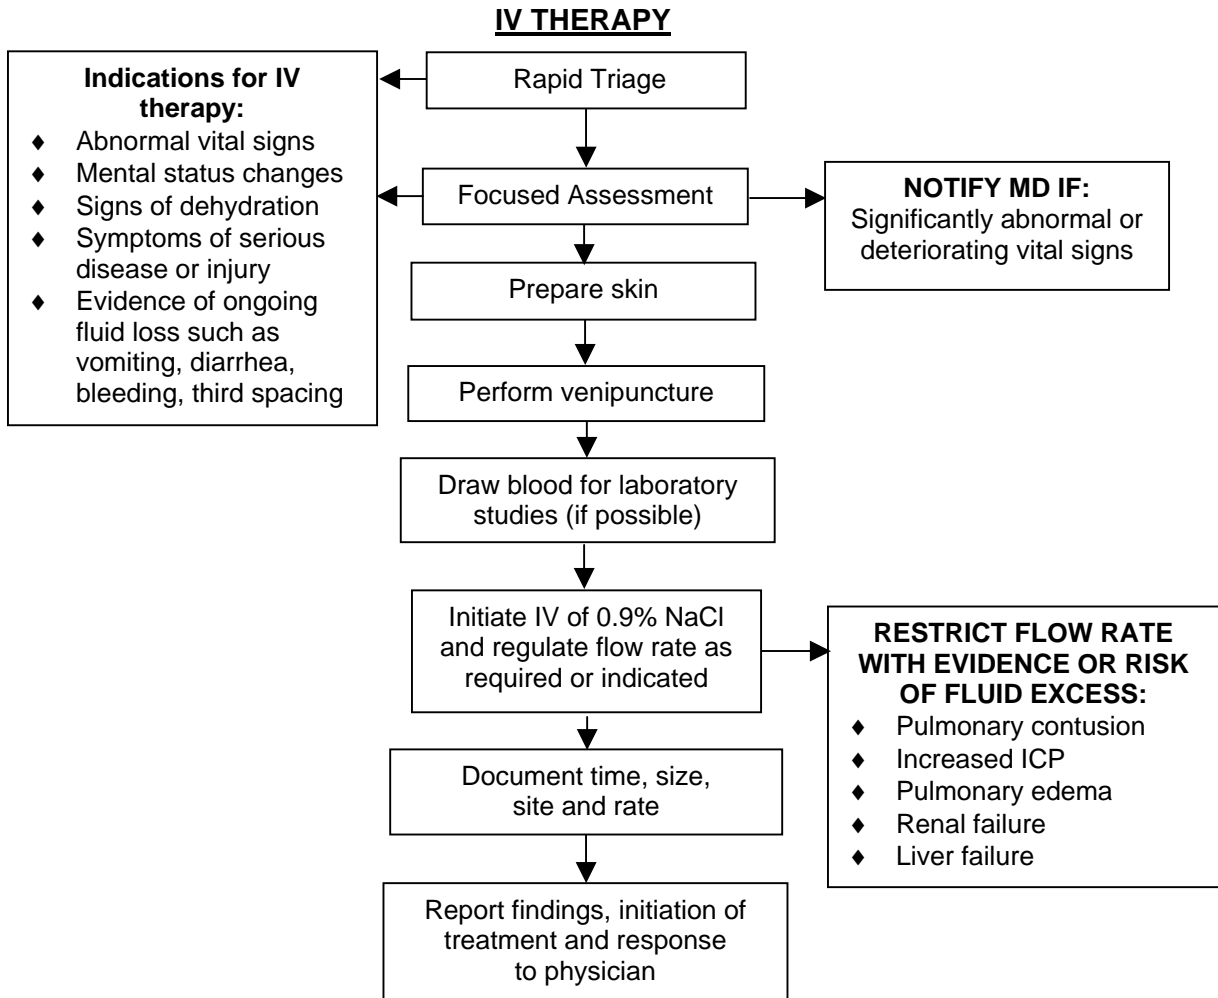 IV THERAPY
Indications for IV
therapy:
♦ Abnormal vital signs
♦ Mental status changes
♦ Signs of dehydration
♦ Symptoms of serious
disease or injury
♦ Evidence of ongoing
fluid loss such as
vomiting, diarrhea,
bleeding, third spacing
Rapid Triage
Focused Assessment
NOTIFY MD IF:
Significantly abnormal or
deteriorating vital signs
Prepare skin
Perform venipuncture
Draw blood for laboratory
studies (if possible)
Initiate IV of 0.9% NaCl
and regulate flow rate as
required or indicated
RESTRICT FLOW RATE
WITH EVIDENCE OR RISK
OF FLUID EXCESS:
♦ Pulmonary contusion
♦ Increased ICP
♦ Pulmonary edema
♦ Renal failure
♦ Liver failure
Document time, size,
site and rate
Report findings, initiation of
treatment and response
to physician